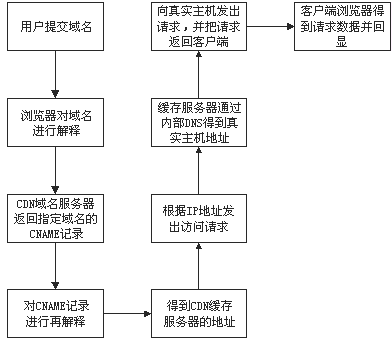 用户提交域名
浏览器对域名
进行解释
CDN域名服务器
返回指定域名的
CNAME记录
对CNAME记录
进行再解释
得到CDN缓存
服务器的地址
根据IP地址发
出访问请求
缓存服务器通过
内部DNS得到真
实主机地址
向真实主机发出
请求，并把请求
返回客户端
客户端浏览器得
到请求数据并回
显